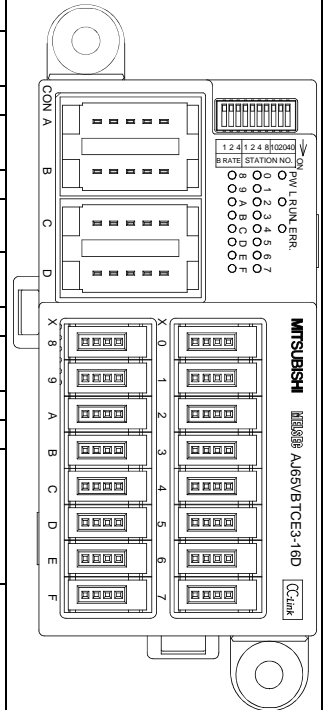 CON A
B
C
D
ON
1 2 4 1 2 4 8 10 20 40
B RATE STATION NO.
PW L RUN L ERR.
0 1 2 3 4 5 6 7
8 9 A B C D E F
X 8 9 A B C D E F
X 0 1 2 3 4 5 6 7
MITSUBISHI
MELSEC AJ65VBTCE3-16D
CC-Link